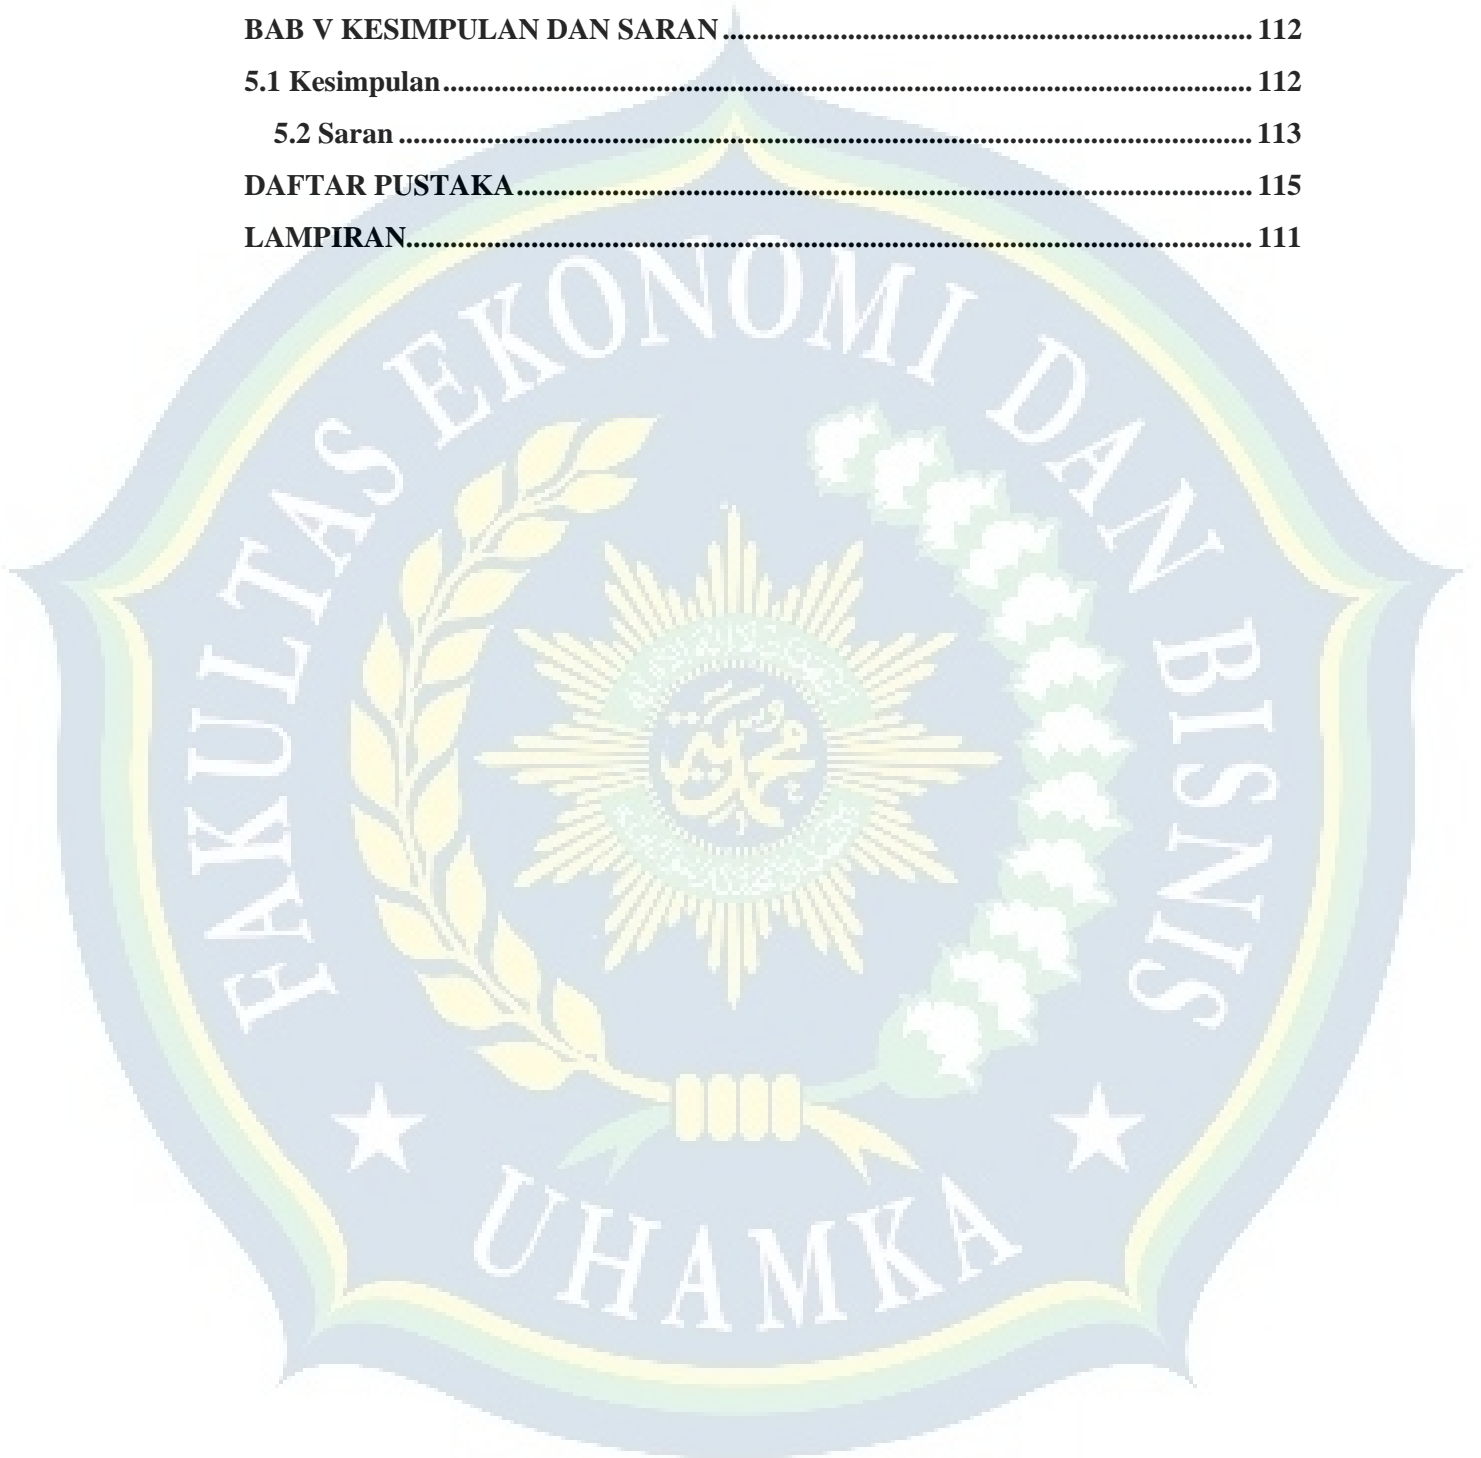 BAB V KESIMPULAN DAN SARAN........................................................................ 112
5.1 Kesimpulan.............................................................................................................. 112
5.2 Saran .................................................................................................................... 113
DAFTAR PUSTAKA.................................................................................................... 115
LAMPIRAN................................................................................................................... 111
FAKULTAS EKONOMI DAN BISNIS
UHAMKA